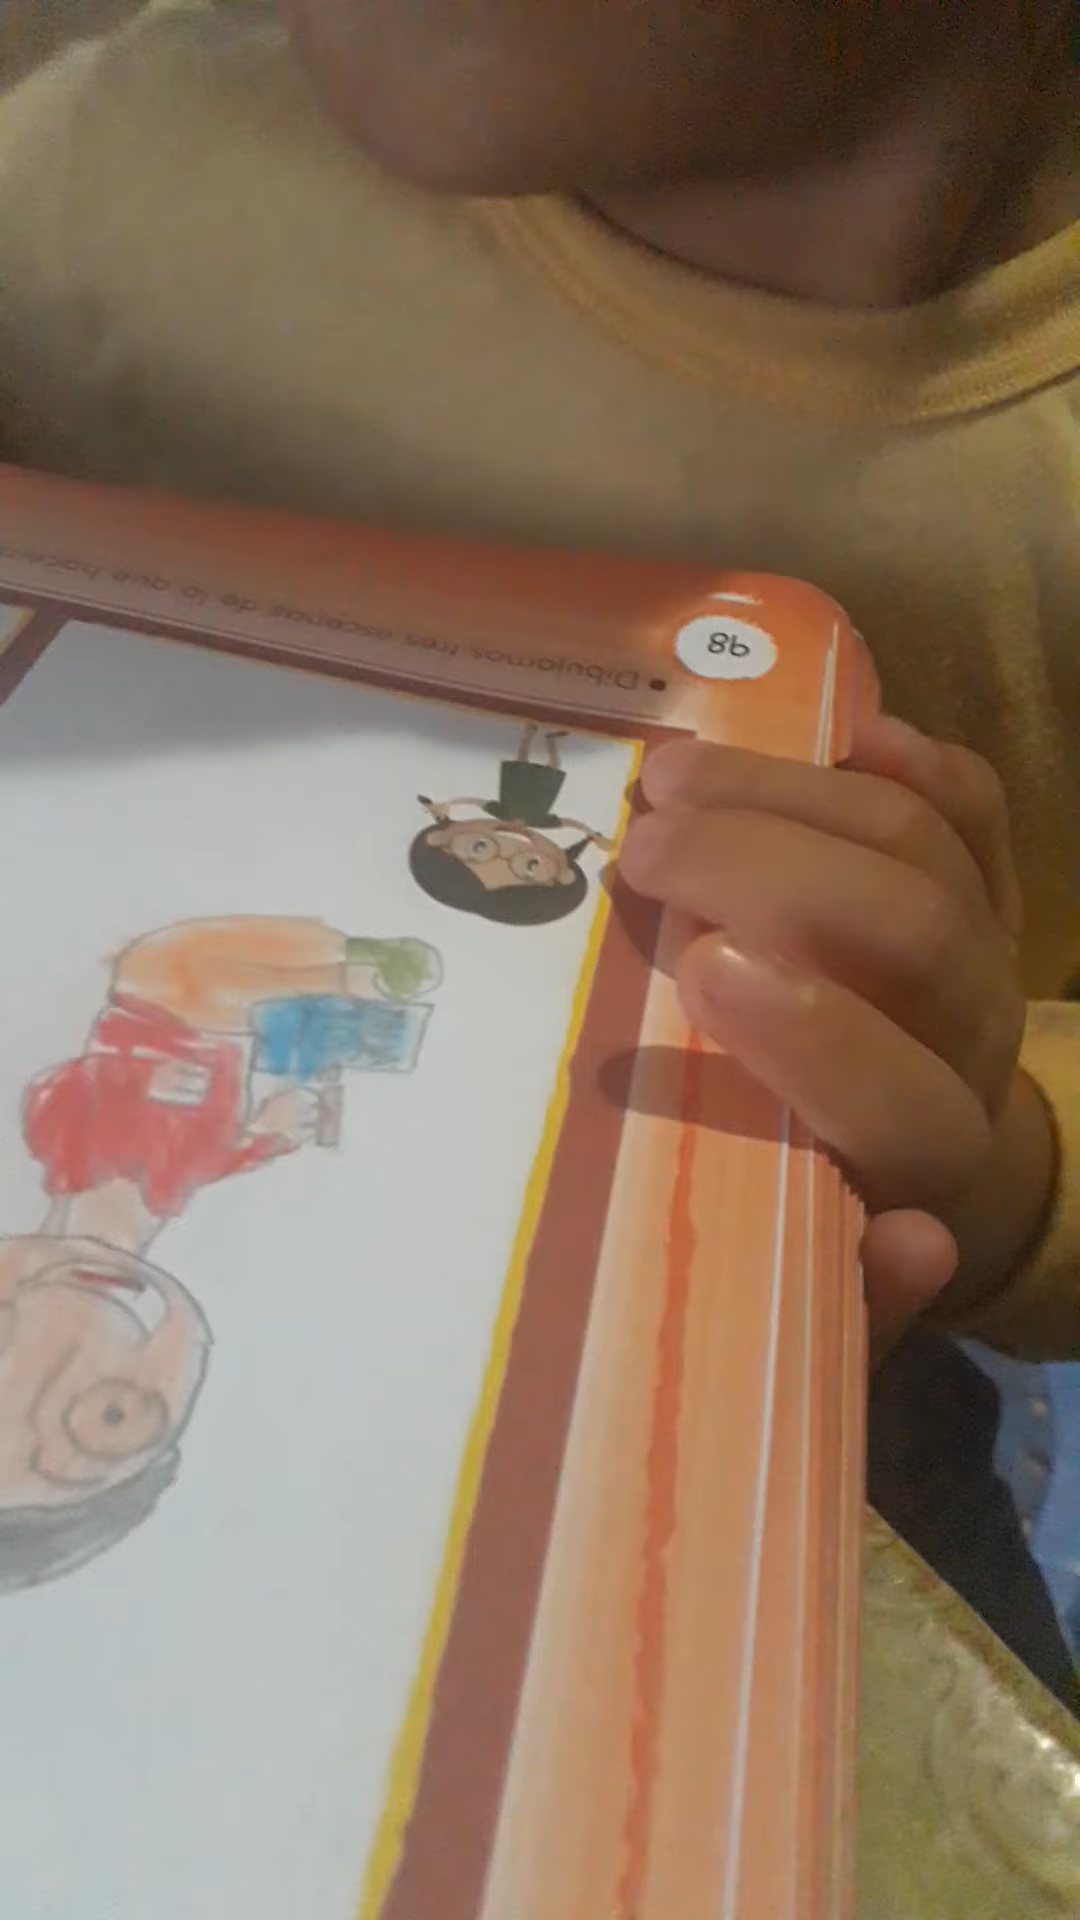 98
• Dibujamos tres escenas de lo que hacen